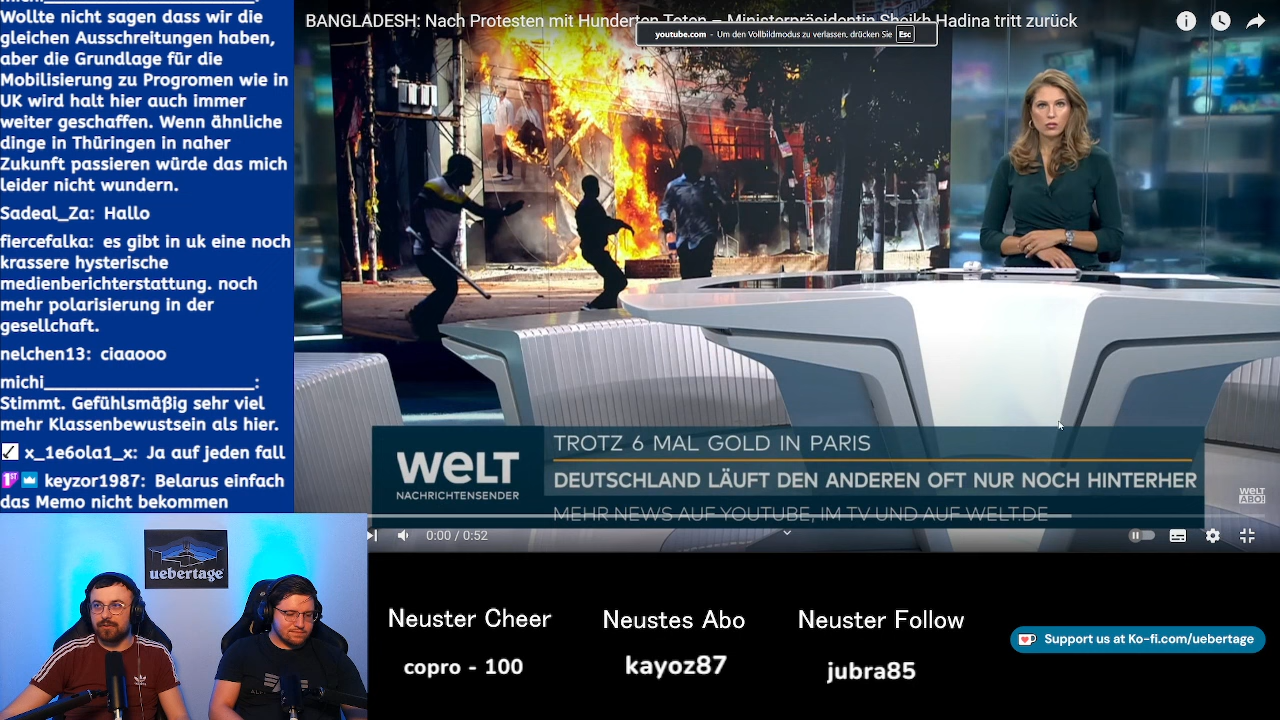 michi____________________:
Wollte nicht sagen dass wir die
gleichen Ausschreitungen haben,
aber die Grundlage für die
Mobilisierung zu Progromen wie in
UK wird halt hier auch immer
weiter geschaffen. Wenn ähnliche
dinge in Thüringen in naher
Zukunft passieren würde das mich
leider nicht wundern.
Sadeal_Za: Hallo
fiercefalka: es gibt in uk eine noch
krassere hysterische
medienberichterstattung. noch
mehr polarisierung in der
gesellschaft.
nelchen13: ciaaooo
michi____________________:
Stimmt. Gefühlsmäßig sehr viel
mehr Klassenbewustsein als hier.
x_1e6ola1_x: Ja auf jeden fall
1ST keyzor1987: Belarus einfach
das Memo nicht bekommen
BANGLADESH: Nach Protesten mit Hunderten Toten – Ministerpräsidentin Sheikh Hadina tritt zurück
youtube.com - Um den Vollbildmodus zu verlassen, drücken Sie Esc
WELT
NACHRICHTENSENDER
TROTZ 6 MAL GOLD IN PARIS
DEUTSCHLAND LÄUFT DEN ANDEREN OFT NUR NOCH HINTERHER
MEHR NEWS AUF YOUTUBE, IM TV UND AUF WELT.DE
WELT
ABO!
0:00 / 0:52
uebertage
Neuster Cheer
copro - 100
Neustes Abo
kayoz87
Neuster Follow
jubra85
Support us at Ko-fi.com/uebertage